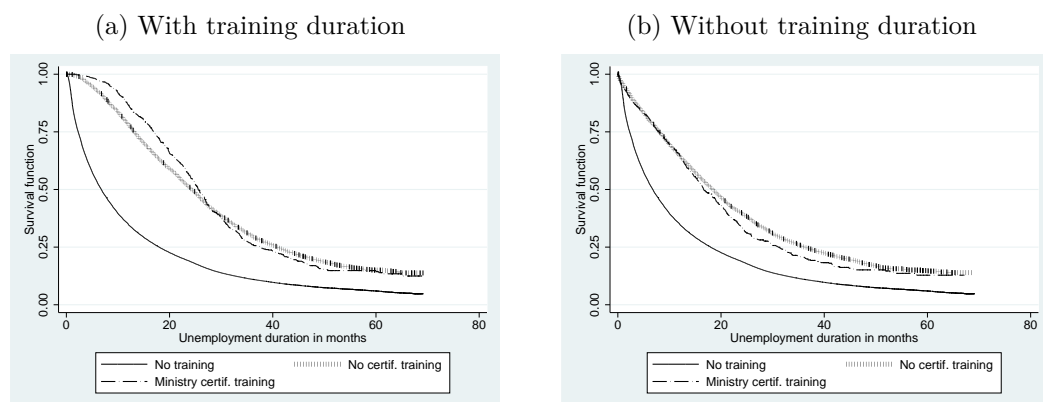 (a) With training duration
Survival function
1.00
0.75
0.50
0.25
0.00
0 20 40 60 80
Unemployment duration in months
No training No certif. training
Ministry certif. training
(b) Without training duration
Survival function
1.00
0.75
0.50
0.25
0.00
0 20 40 60 80
Unemployment duration in months
No training No certif. training
Ministry certif. training